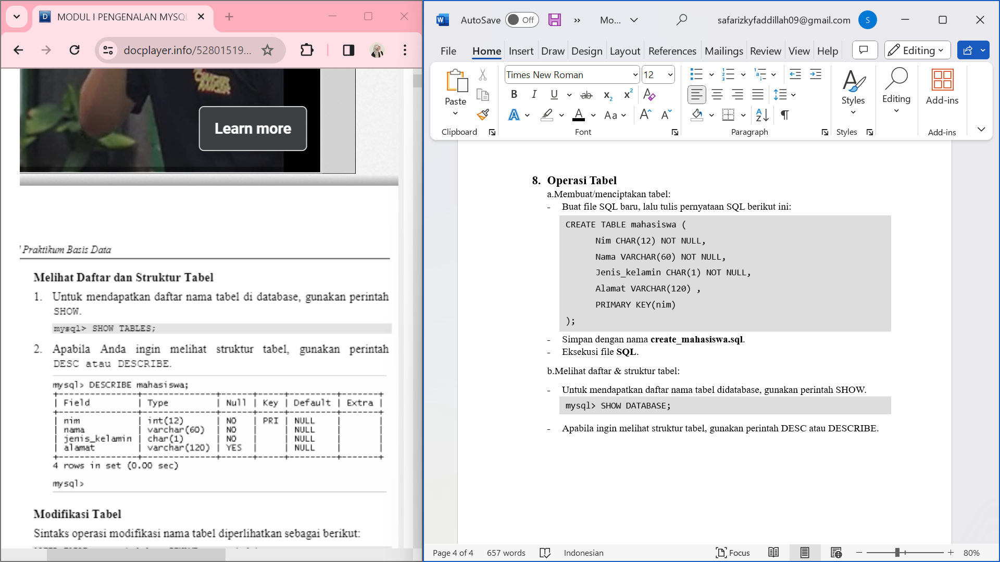 MODUL I PENGENALAN MYSQL
docplayer.info/52801519...
Learn more
Praktikum Basis Data
Melihat Daftar dan Struktur Tabel
1. Untuk mendapatkan daftar nama tabel di database, gunakan perintah
SHOW.
mysql> SHOW TABLES;
2. Apabila Anda ingin melihat struktur tabel, gunakan perintah
DESC atau DESCRIBE.
mysql> DESCRIBE mahasiswa;
| Field | Type | Null | Key | Default | Extra |
| nim | int(12) | NO | PRI | NULL | |
| nama | varchar(60) | NO | | NULL | |
| jenis_kelamin | char(1) | NO | | NULL | |
| alamat | varchar(120) | YES | | NULL | |
4 rows in set (0.00 sec)
mysql>
Modifikasi Tabel
Sintaks operasi modifikasi nama tabel diperlihatkan sebagai berikut:
AutoSave Off Mo... safarizkyfaddillah09@gmail.com S
File Home Insert Draw Design Layout References Mailings Review View Help Editing
Paste
Times New Roman 12
Styles
Editing
Add-ins
Clipboard Font Paragraph Styles Add-ins
8. Operasi Tabel
a.Membuat/menciptakan tabel:
- Buat file SQL baru, lalu tulis pernyataan SQL berikut ini:
CREATE TABLE mahasiswa (
Nim CHAR(12) NOT NULL,
Nama VARCHAR(60) NOT NULL,
Jenis_kelamin CHAR(1) NOT NULL,
Alamat VARCHAR(120) ,
PRIMARY KEY(nim)
);
- Simpan dengan nama create_mahasiswa.sql.
- Eksekusi file SQL.
b.Melihat daftar & struktur tabel:
- Untuk mendapatkan daftar nama tabel didatabase, gunakan perintah SHOW.
mysql> SHOW DATABASE;
- Apabila ingin melihat struktur tabel, gunakan perintah DESC atau DESCRIBE.
Page 4 of 4 657 words Indonesian Focus 80%